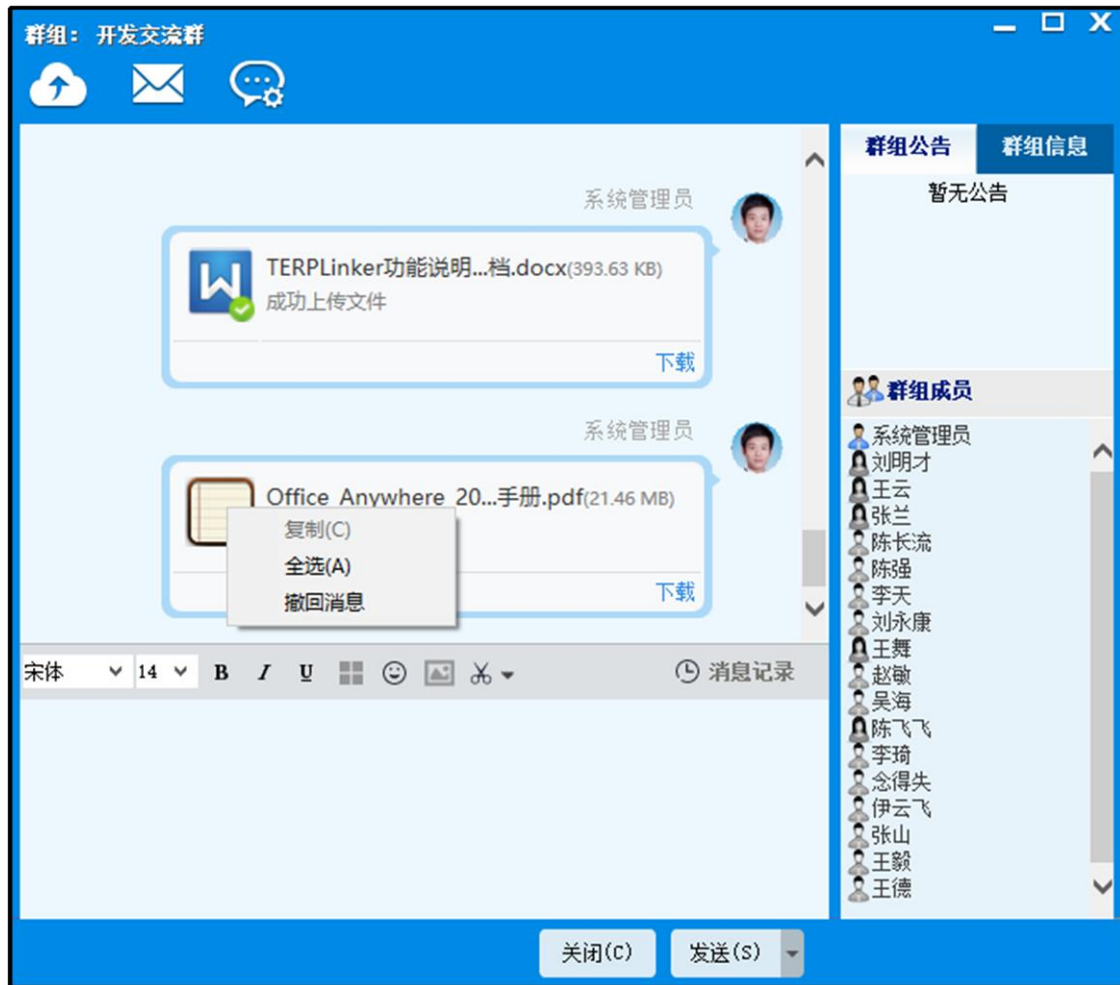 群组: 开发交流群
群组公告 群组信息
暂无公告
系统管理员
TERPLinker功能说明...档.docx(393.63 KB)
成功上传文件
下载
系统管理员
Office Anywhere 20...手册.pdf(21.46 MB)
复制(C)
全选(A)
撤回消息
下载
宋体 14 B I U 消息记录
群组成员
系统管理员
刘明才
王云
张兰
陈长流
陈强
李天
刘永康
王舞
赵敏
吴海
陈飞飞
李琦
念得失
伊云飞
张山
王毅
王德
关闭(C) 发送(S)